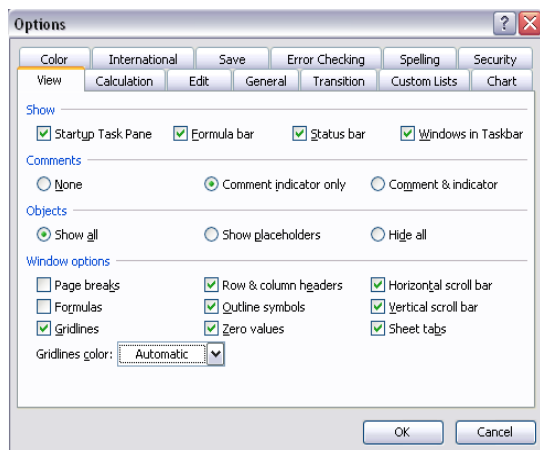 Options
Color International Save Error Checking Spelling Security
View Calculation Edit General Transition Custom Lists Chart
Show
Startup Task Pane Formula bar Status bar Windows in Taskbar
Comments
None Comment indicator only Comment & indicator
Objects
Show all Show placeholders Hide all
Window options
Page breaks Row & column headers Horizontal scroll bar
Formulas Outline symbols Vertical scroll bar
Gridlines Zero values Sheet tabs
Gridlines color: Automatic
OK Cancel